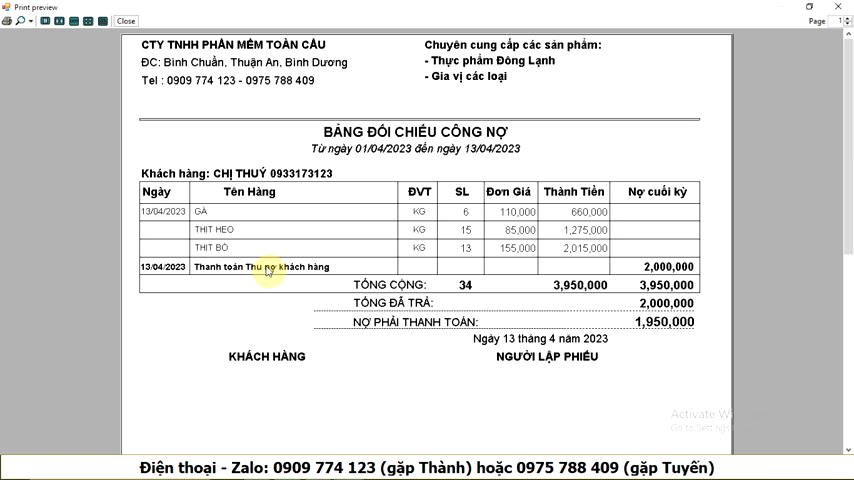 Print preview
Close
Page 1
CTY TNHH PHẦN MỀM TOÀN CẦU
ĐC: Bình Chuẩn, Thuận An, Bình Dương
Tel : 0909 774 123 - 0975 788 409
Chuyên cung cấp các sản phẩm:
- Thực phẩm Đông Lạnh
- Gia vị các loại
BẢNG ĐỐI CHIẾU CÔNG NỢ
Từ ngày 01/04/2023 đến ngày 13/04/2023
Khách hàng: CHỊ THUÝ 0933173123
Ngày Tên Hàng ĐVT SL Đơn Giá Thành Tiền Nợ cuối kỳ
13/04/2023 GÀ KG 6 110,000 660,000
THỊT HEO KG 15 85,000 1,275,000
THỊT BÒ KG 13 155,000 2,015,000
13/04/2023 Thanh toán Thu nợ khách hàng 2,000,000
TỔNG CỘNG: 34 3,950,000 3,950,000
TỔNG ĐÃ TRẢ: 2,000,000
NỢ PHẢI THANH TOÁN: 1,950,000
Ngày 13 tháng 4 năm 2023
KHÁCH HÀNG NGƯỜI LẬP PHIẾU
Activate
Go to Settings
Điện thoại - Zalo: 0909 774 123 (gặp Thành) hoặc 0975 788 409 (gặp Tuyến)